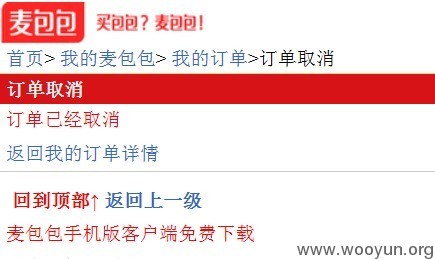 麦包包 买包包？麦包包！
首页> 我的麦包包> 我的订单>订单取消
订单取消
订单已经取消
返回我的订单详情
回到顶部↑ 返回上一级
麦包包手机版客户端免费下载
www.wooyun.org